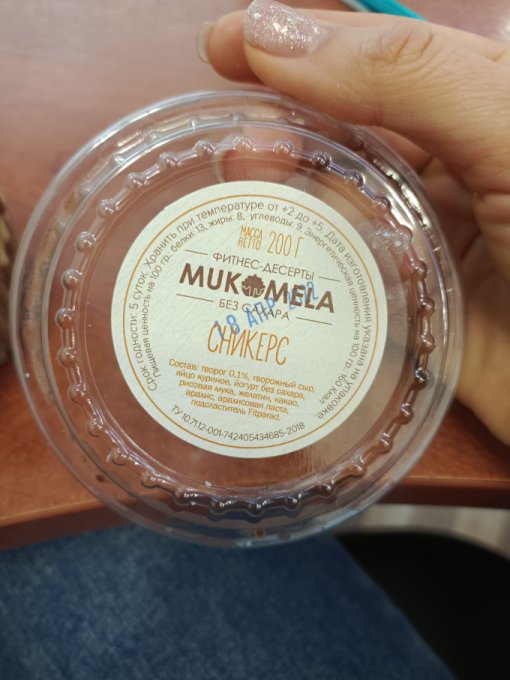 Срок годности: 5 суток. Хранить при температуре от +2 до +5. Дата изготовления указана на упаковке.
Пищевая ценность на 100 гр. белки 13, жиры: 8, углеводы: 9 Энергетическая ценность на 100 гр: 160 Ккал
МАССА
НЕТТО 200 Г
ФИТНЕС-ДЕСЕРТЫ
MUKOMELA
БЕЗ САХАРА
18 АПР
СНИКЕРС
Состав: творог 0,1%, творожный сыр,
яйцо куриное, йогурт без сахара,
рисовая мука, желатин, какао,
арахис, арахисовая паста,
подсластитель Fitparad.
ТУ 10.7112-001-742405434685-2018